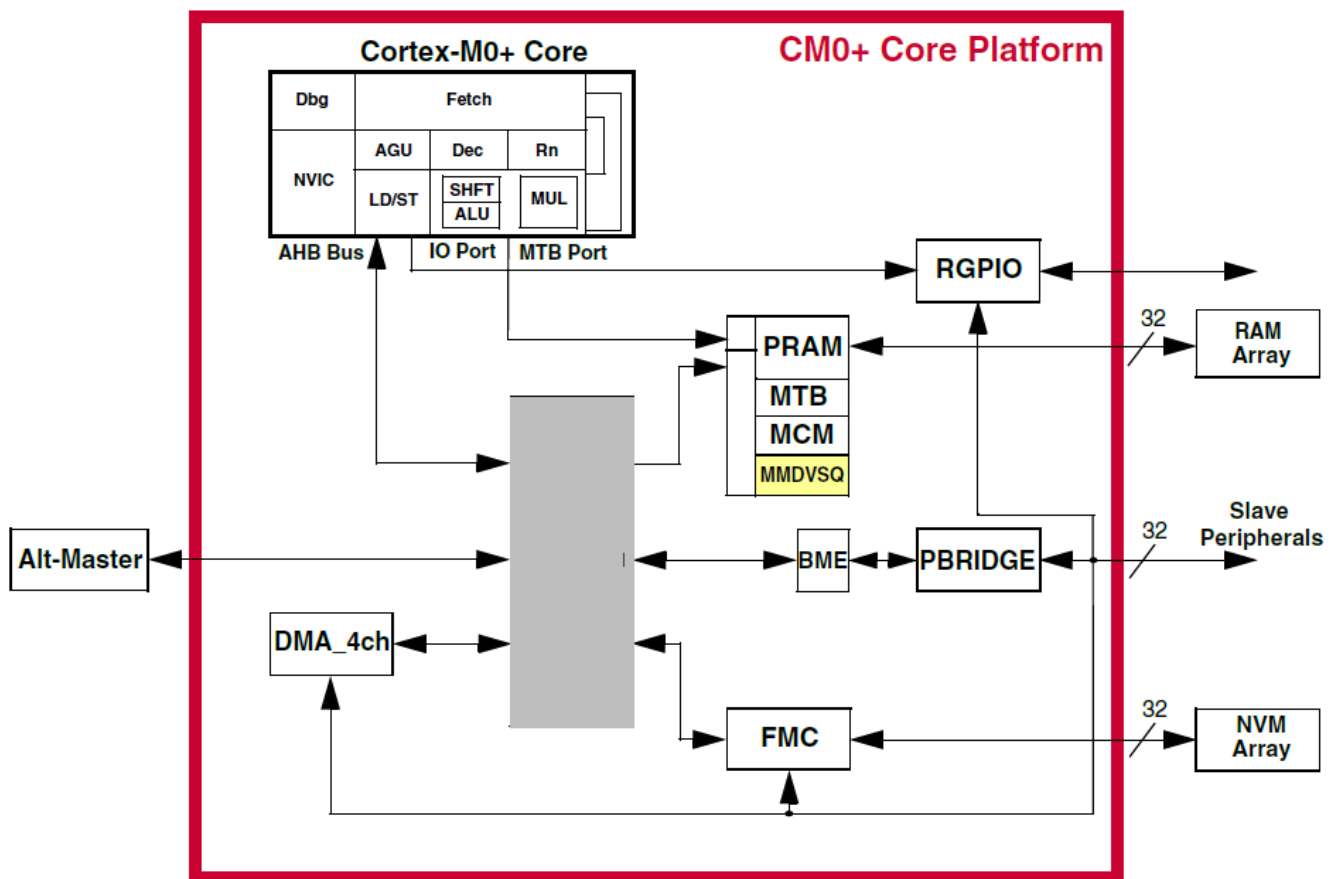 Cortex-M0+ Core
CM0+ Core Platform
Dbg
Fetch
AGU
Dec
Rn
NVIC
LD/ST
SHFT
ALU
MUL
AHB Bus
IO Port
MTB Port
RGPIO
32
RAM
Array
PRAM
MTB
MCM
MMDVSQ
Alt-Master
BME
PBRIDGE
32
Slave
Peripherals
DMA_4ch
FMC
32
NVM
Array